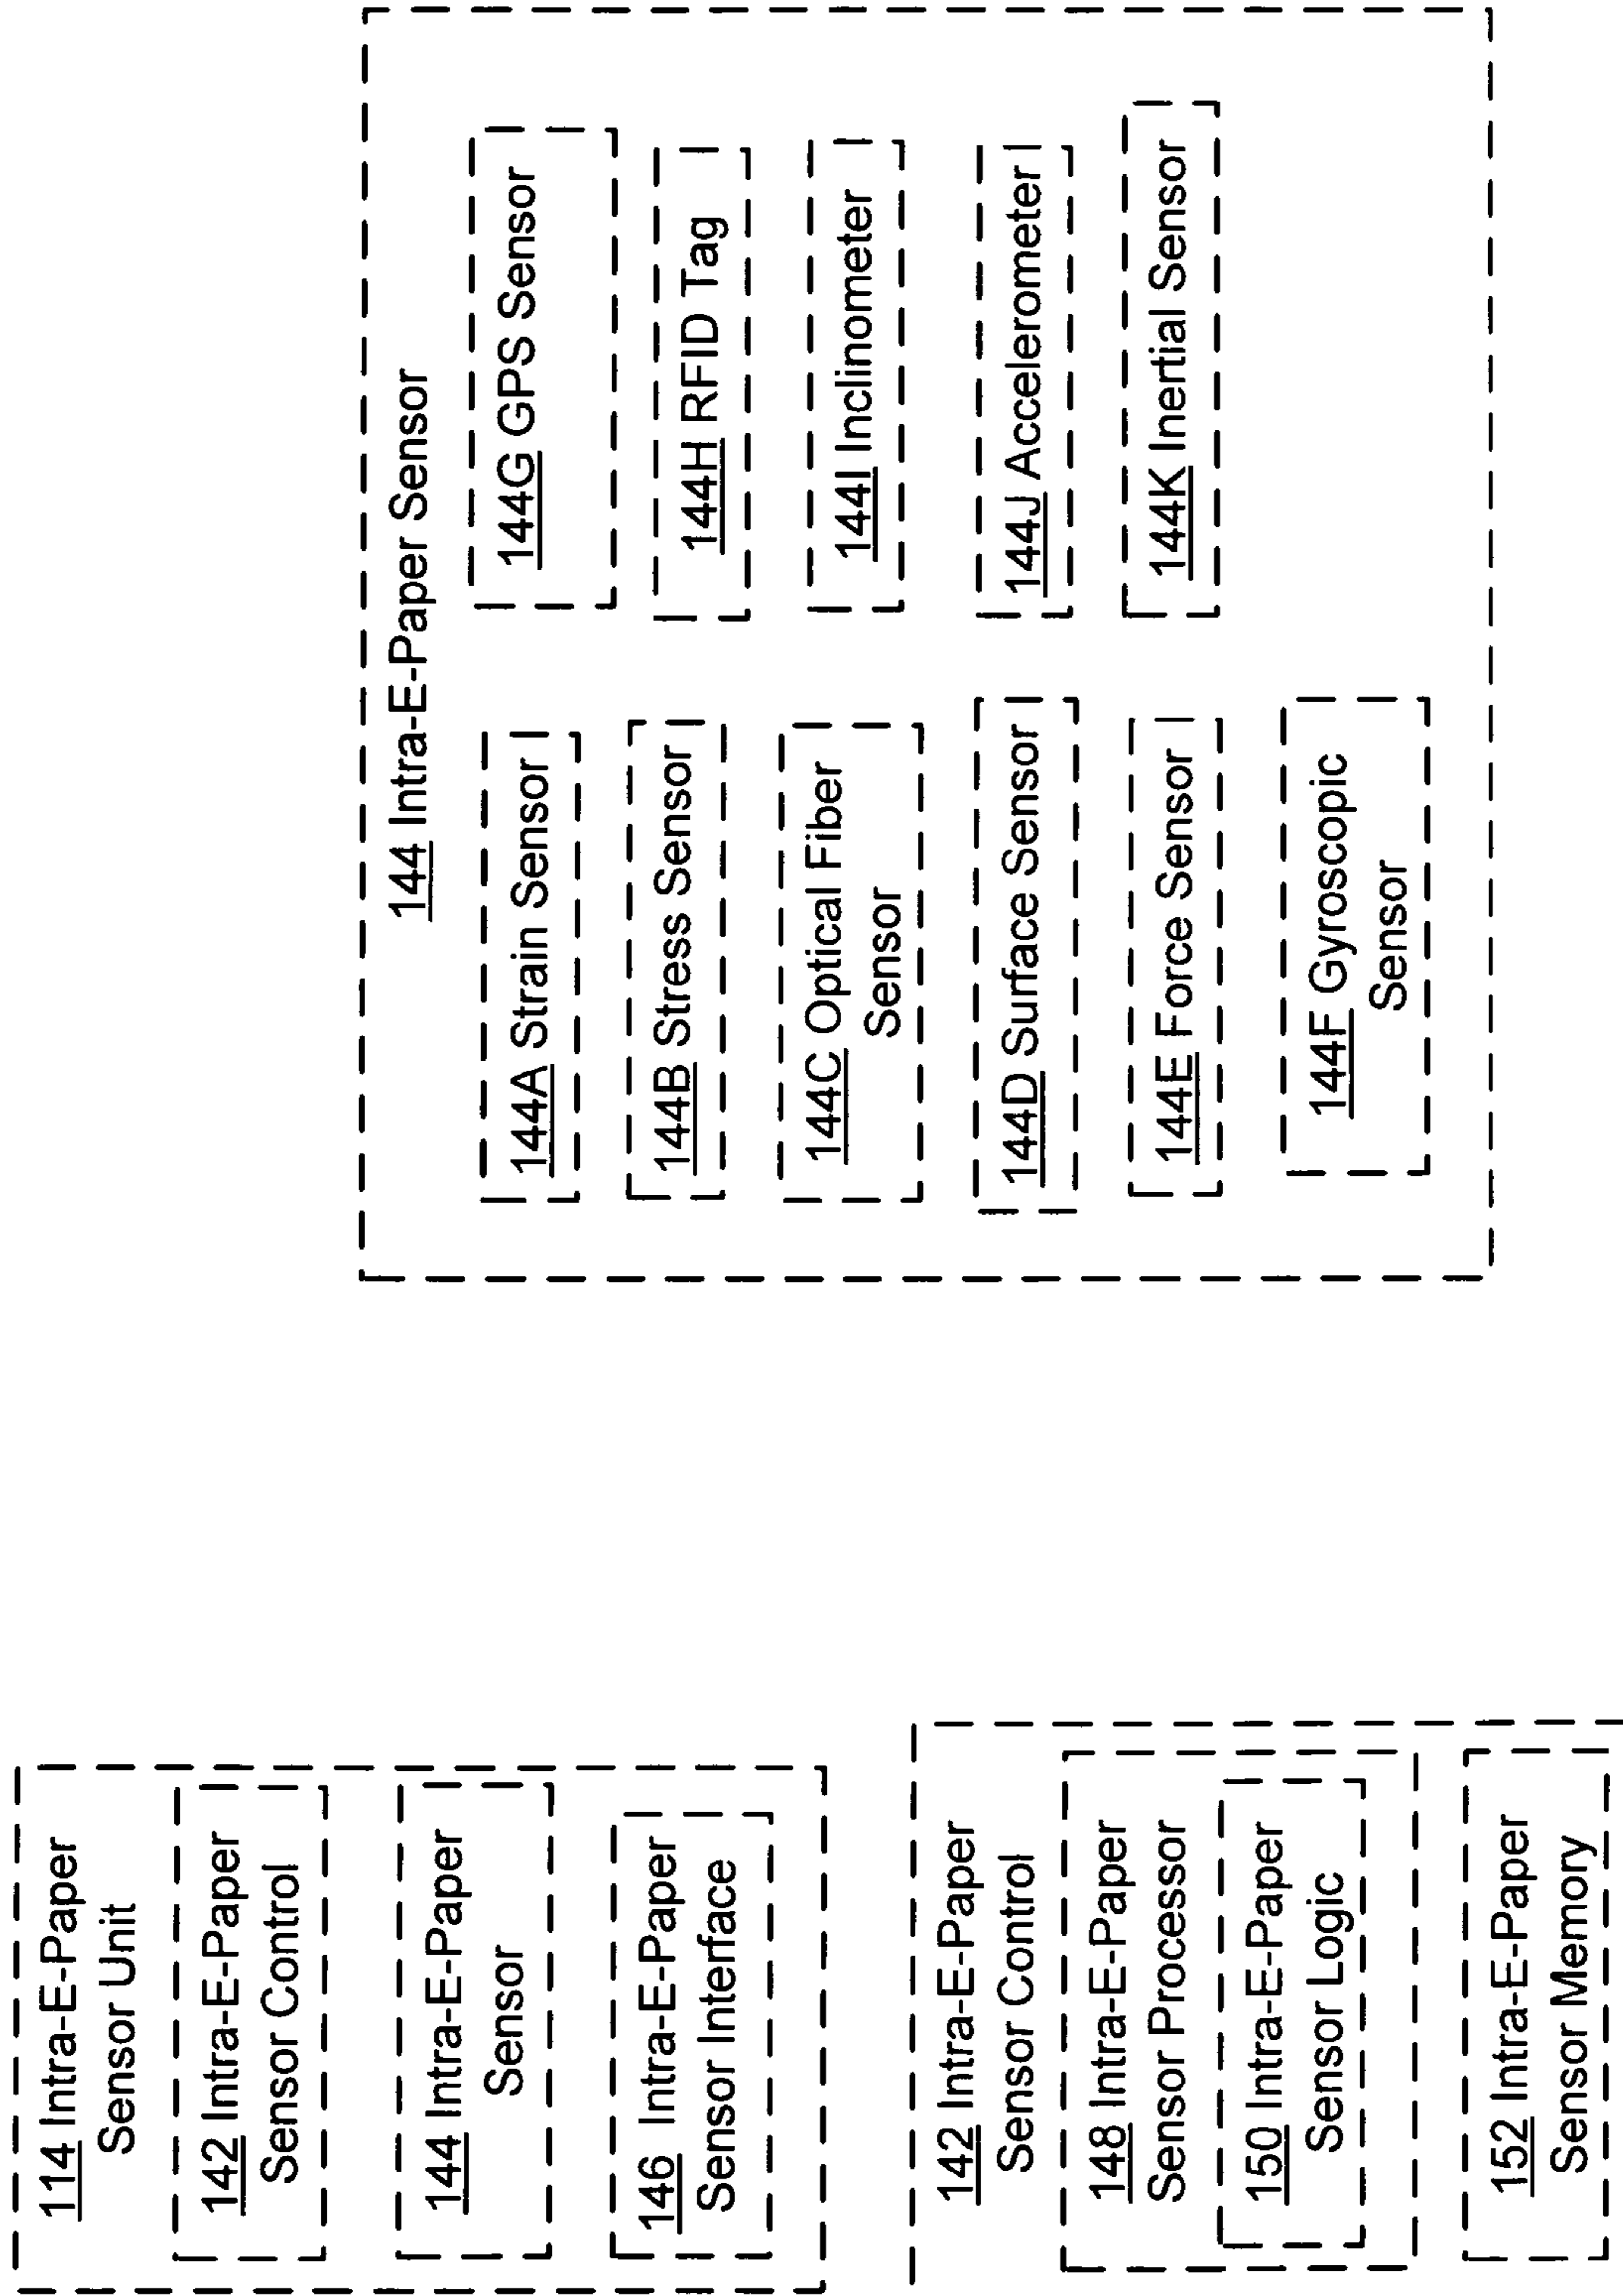 114 Intra-E-Paper
Sensor Unit
142 Intra-E-Paper
Sensor Control
144 Intra-E-Paper
Sensor
146 Intra-E-Paper
Sensor Interface
142 Intra-E-Paper
Sensor Control
148 Intra-E-Paper
Sensor Processor
150 Intra-E-Paper
Sensor Logic
152 Intra-E-Paper
Sensor Memory
144 Intra-E-Paper Sensor
144A Strain Sensor
144B Stress Sensor
144C Optical Fiber
Sensor
144D Surface Sensor
144E Force Sensor
144F Gyroscopic
Sensor
144G GPS Sensor
144H RFID Tag
144I Inclinometer
144J Accelerometer
144K Inertial Sensor